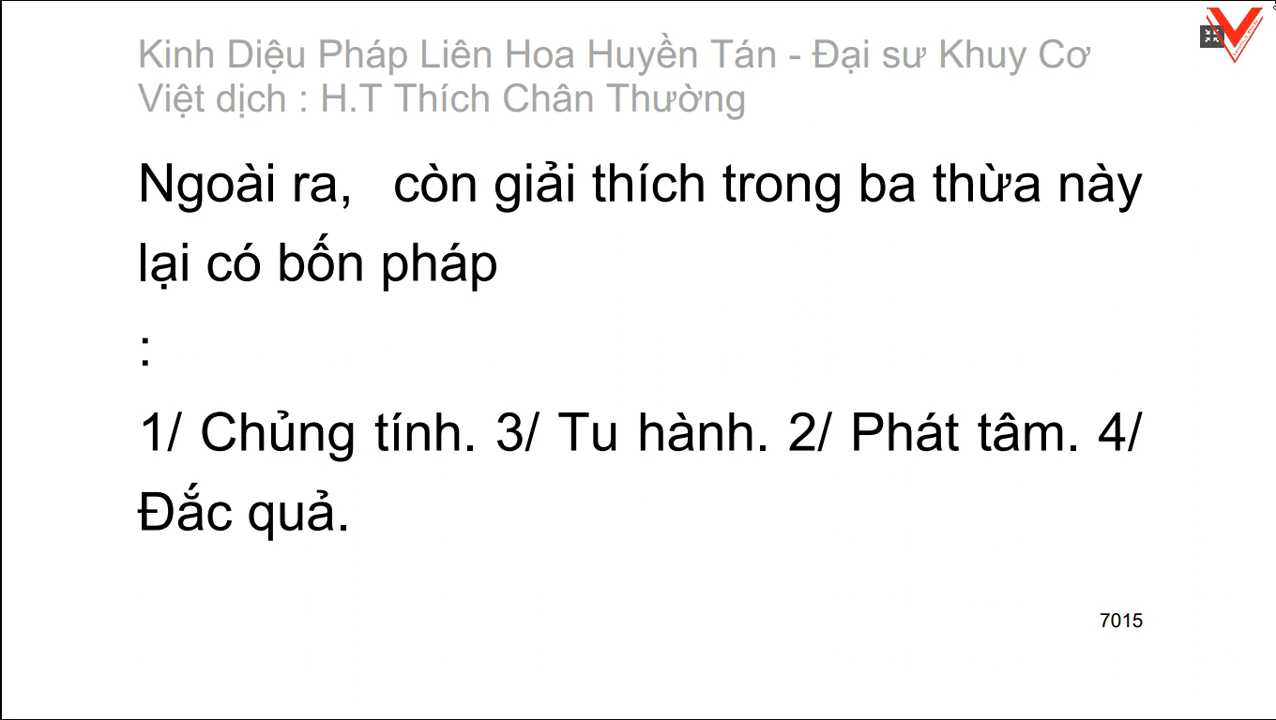 Kinh Diệu Pháp Liên Hoa Huyền Tán - Đại sư Khuy Cơ
Việt dịch : H.T Thích Chân Thường
Ngoài ra, còn giải thích trong ba thừa này
lại có bốn pháp
:
1/ Chủng tính. 3/ Tu hành. 2/ Phát tâm. 4/
Đắc quả.
7015